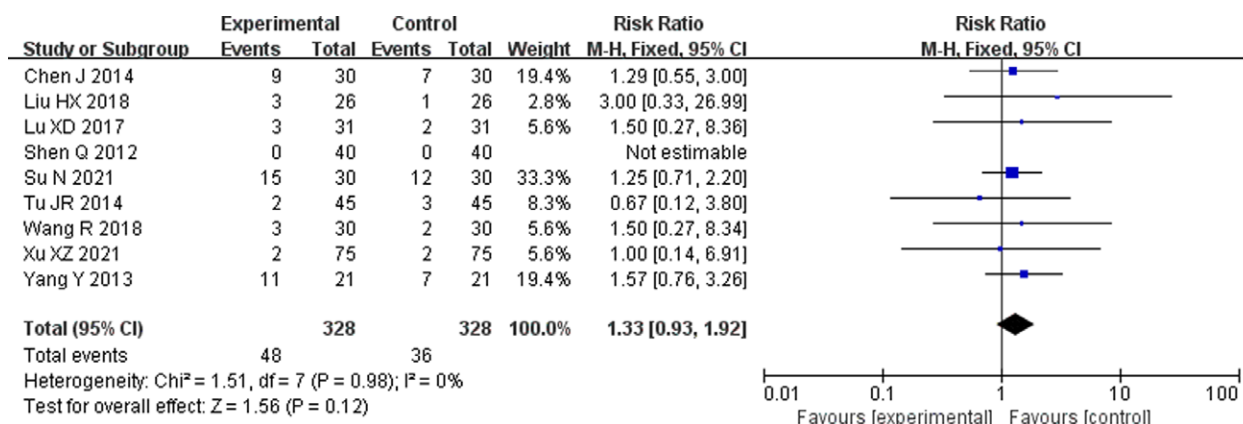 Experimental Control Risk Ratio Risk Ratio
Study or Subgroup Events Total Events Total Weight M-H, Fixed, 95% CI M-H, Fixed, 95% CI
Chen J 2014 9 30 7 30 19.4% 1.29 [0.55, 3.00]
Liu HX 2018 3 26 1 26 2.8% 3.00 [0.33, 26.99]
Lu XD 2017 3 31 2 31 5.6% 1.50 [0.27, 8.36]
Shen Q 2012 0 40 0 40 Not estimable
Su N 2021 15 30 12 30 33.3% 1.25 [0.71, 2.20]
Tu JR 2014 2 45 3 45 8.3% 0.67 [0.12, 3.80]
Wang R 2018 3 30 2 30 5.6% 1.50 [0.27, 8.34]
Xu XZ 2021 2 75 2 75 5.6% 1.00 [0.14, 6.91]
Yang Y 2013 11 21 7 21 19.4% 1.57 [0.76, 3.26]
Total (95% CI) 328 328 100.0% 1.33 [0.93, 1.92]
Total events 48 36
Heterogeneity: Chi² = 1.51, df = 7 (P = 0.98); I² = 0%
Test for overall effect: Z = 1.56 (P = 0.12)
0.01 0.1 1 10 100
Favours [experimental] Favours [control]